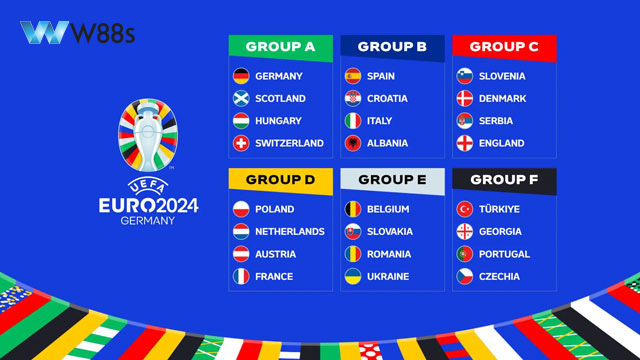 W88s
UEFA
EURO2024
GERMANY
GROUP A
GERMANY
SCOTLAND
HUNGARY
SWITZERLAND
GROUP B
SPAIN
CROATIA
ITALY
ALBANIA
GROUP C
SLOVENIA
DENMARK
SERBIA
ENGLAND
GROUP D
POLAND
NETHERLANDS
AUSTRIA
FRANCE
GROUP E
BELGIUM
SLOVAKIA
ROMANIA
UKRAINE
GROUP F
TÜRKIYE
GEORGIA
PORTUGAL
CZECHIA